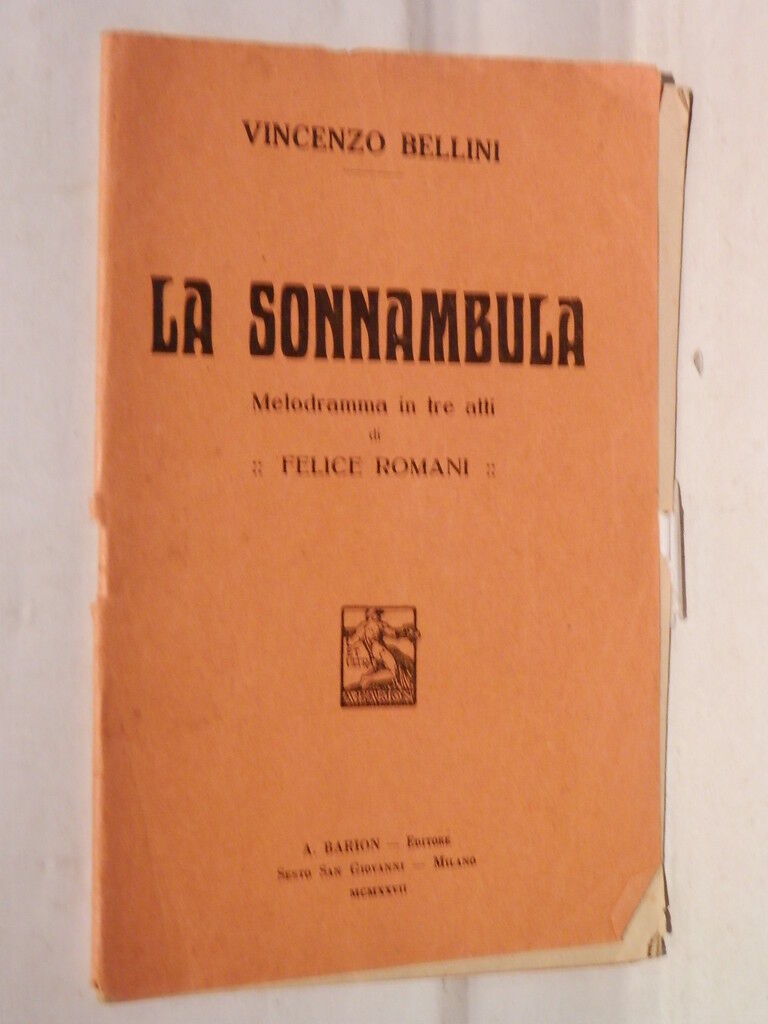 VINCENZO BELLINI
LA SONNAMBULA
Melodramma in tre atti
di
:: FELICE ROMANI ::
A. BARION — EDITORE
SESTO SAN GIOVANNI — MILANO
MCMXXVII